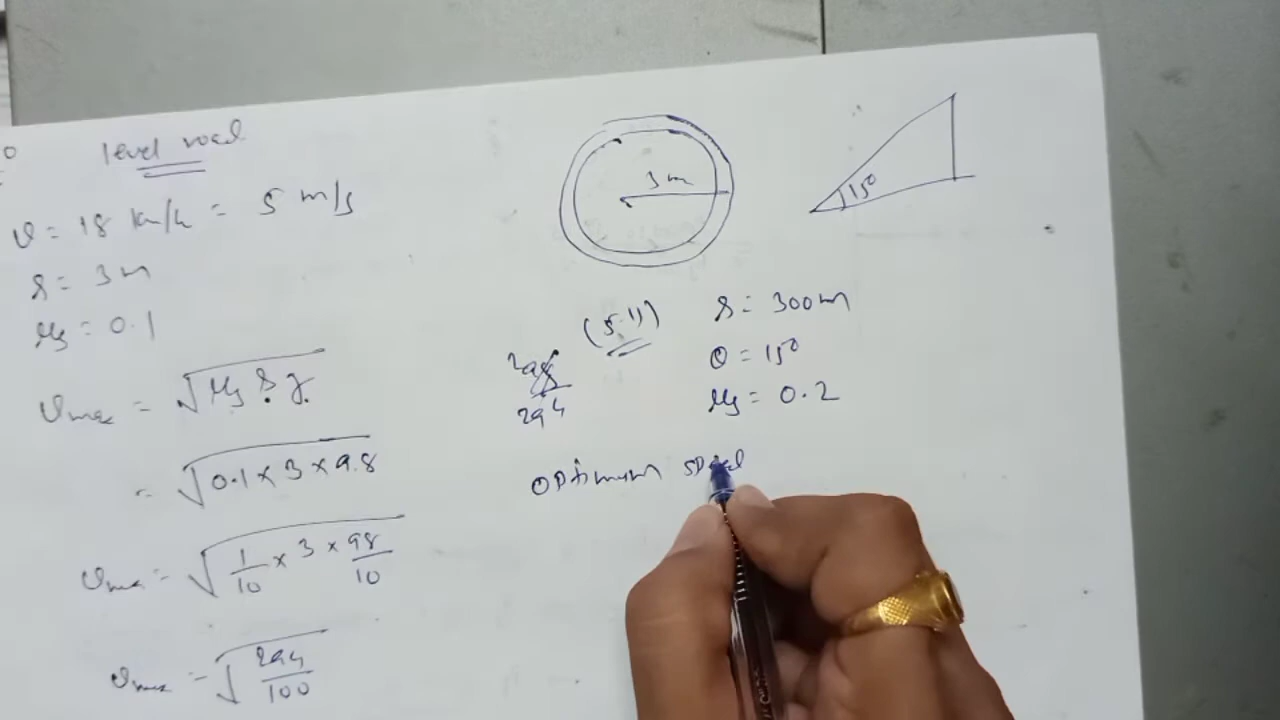 level road
v = 18 km/h = 5 m/s
r = 3 m
μs = 0.1
vmax = √μs r g
= √0.1 × 3 × 9.8
vmax = √1/10 × 3 × 98/10
vmax = √294/100
3 m
15°
(5.11)
r = 300 m
θ = 15°
μs = 0.2
294
optimum speed